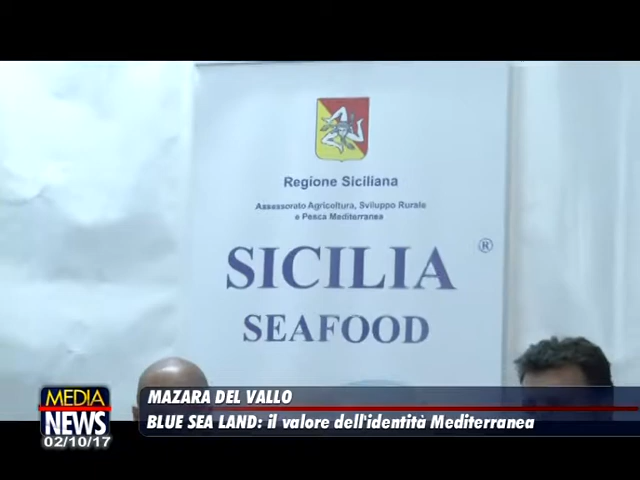 Regione Siciliana
Assessorato Agricoltura, Sviluppo Rurale
e Pesca Mediterranea
SICILIA ®
SEAFOOD
MEDIA
NEWS
02/10/17
MAZARA DEL VALLO
BLUE SEA LAND: il valore dell'identità Mediterranea